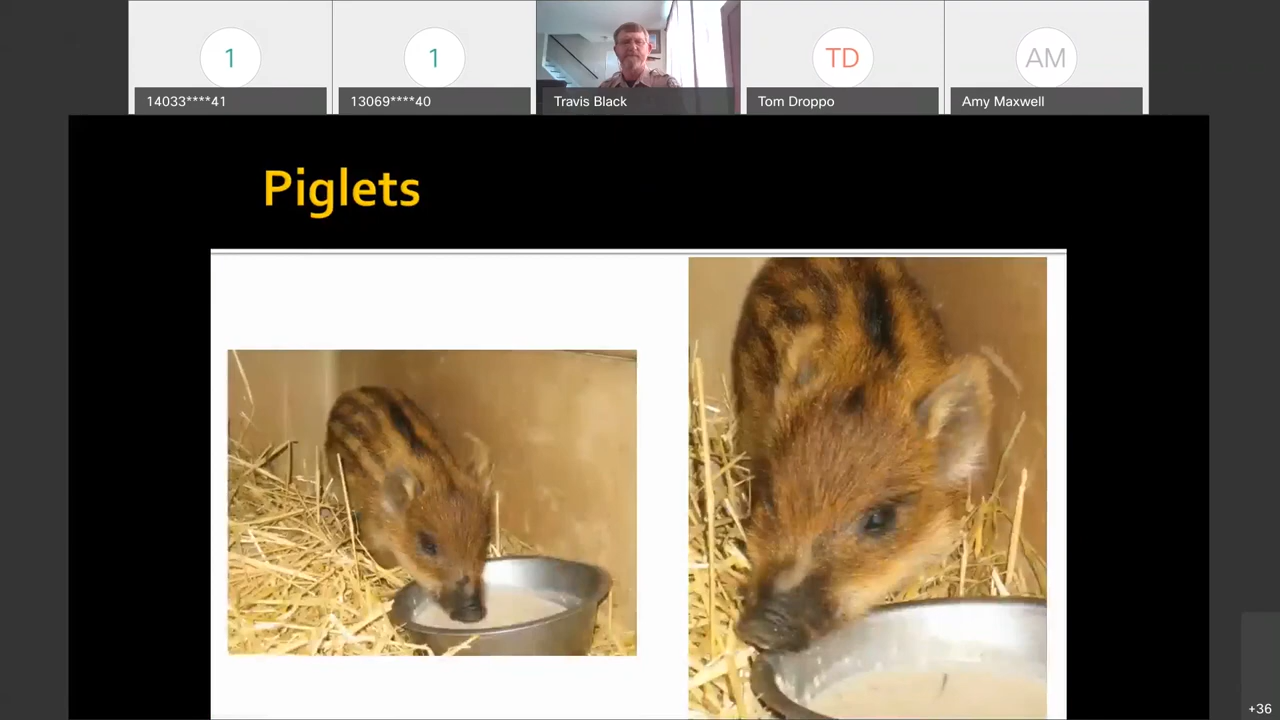 1
1
TD
AM
14033****41
13069****40
Travis Black
Tom Droppo
Amy Maxwell
Piglets
+36